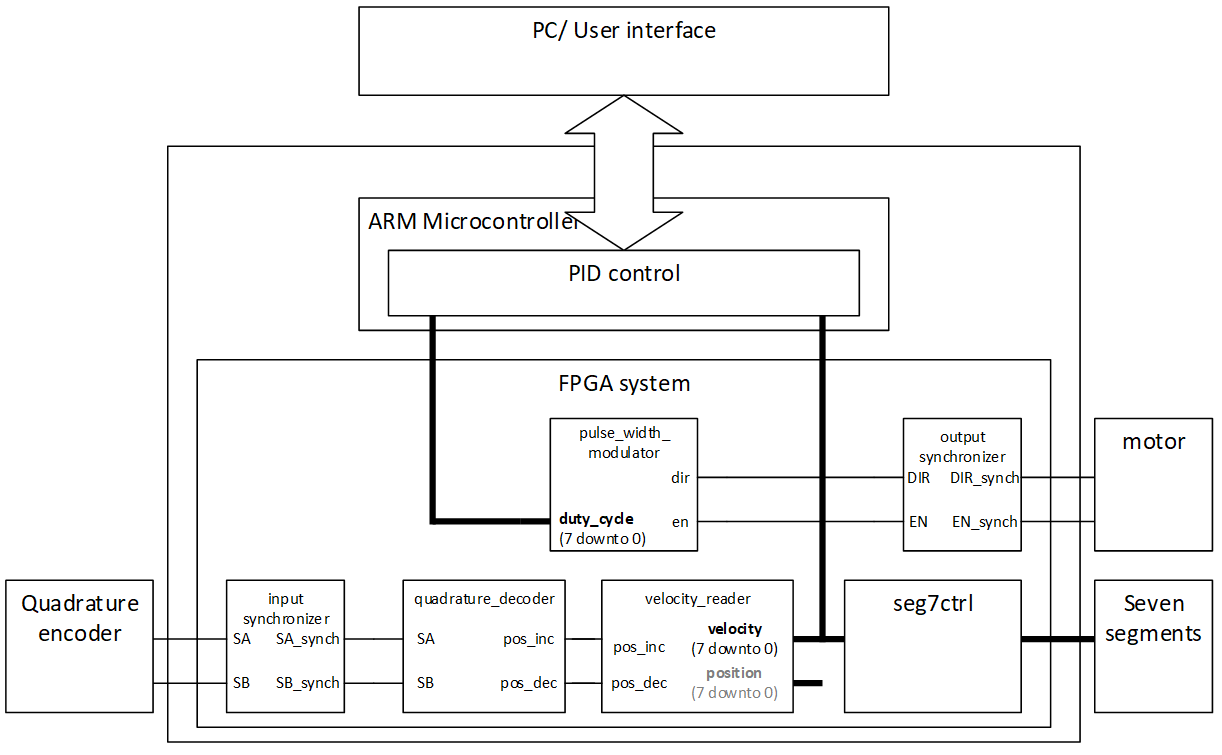 PC/ User interface
ARM Microcontroller
PID control
FPGA system
pulse_width_
modulator
dir
duty_cycle
en
(7 downto 0)
output
synchronizer
DIR DIR_synch
EN EN_synch
motor
Quadrature
encoder
input
synchronizer
SA SA_synch
SB SB_synch
quadrature_decoder
SA pos_inc
SB pos_dec
velocity_reader
velocity
pos_inc (7 downto 0)
position
pos_dec (7 downto 0)
seg7ctrl
Seven
segments